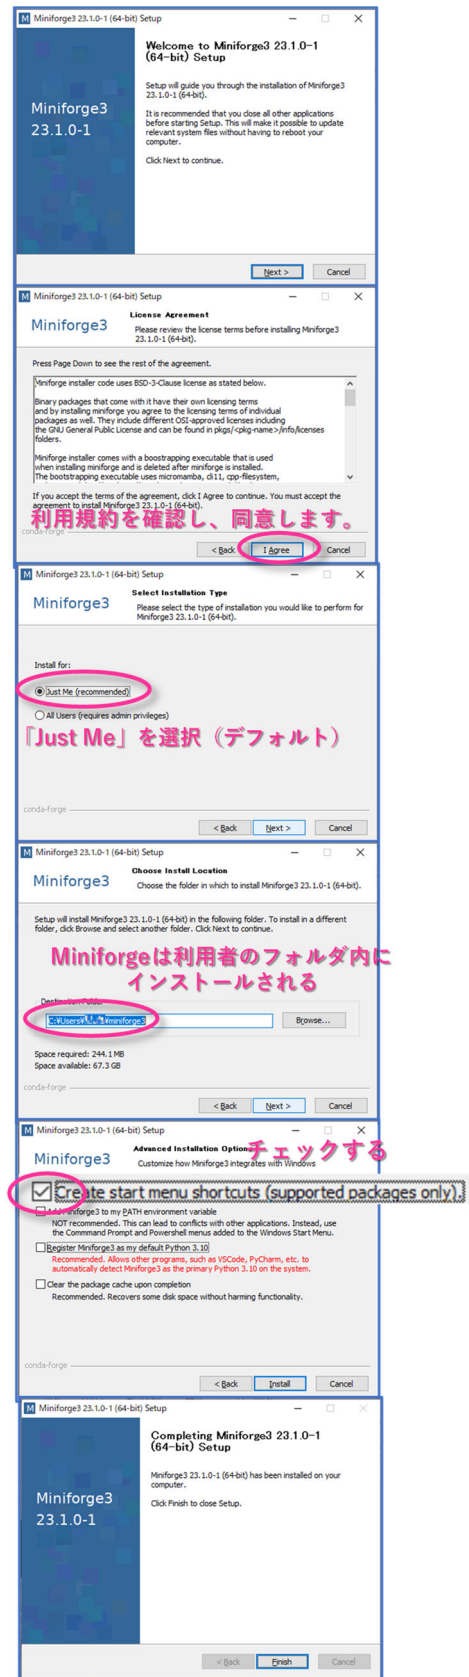 Miniforge3 23.1.0-1 (64-bit) Setup
Welcome to Miniforge3 23.1.0-1
(64-bit) Setup
Setup will guide you through the installation of Miniforge3
23.1.0-1 (64-bit).
It is recommended that you close all other applications
before starting Setup. This will make it possible to update
relevant system files without having to reboot your
computer.
Click Next to continue.
Miniforge3
23.1.0-1
Next >
Cancel
Miniforge3 23.1.0-1 (64-bit) Setup
Miniforge3
License Agreement
Please review the license terms before installing Miniforge3
23.1.0-1 (64-bit).
Press Page Down to see the rest of the agreement.
Miniforge installer code uses BSD-3-Clause license as stated below.
Binary packages that come with it have their own licensing terms
and by installing miniforge you agree to the licensing terms of individual
packages as well. They include different OSI-approved licenses including
the GNU General Public License and can be found in pkgs/<pkg-name>/info/licenses
folders.
Miniforge installer comes with a boostrapping executable that is used
when installing miniforge and is deleted after miniforge is installed.
The bootstrapping executable uses micromamba, cli11, cpp-filesystem,
If you accept the terms of the agreement, click I Agree to continue. You must accept the
agreement to install Miniforge3 23.1.0-1 (64-bit).
利用規約を確認し、同意します。
conda-forge
< Back
I Agree
Cancel
Miniforge3 23.1.0-1 (64-bit) Setup
Miniforge3
Select Installation Type
Please select the type of installation you would like to perform for
Miniforge3 23.1.0-1 (64-bit).
Install for:
Just Me (recommended)
All Users (requires admin privileges)
「Just Me」を選択（デフォルト）
conda-forge
< Back
Next >
Cancel
Miniforge3 23.1.0-1 (64-bit) Setup
Miniforge3
Choose Install Location
Choose the folder in which to install Miniforge3 23.1.0-1 (64-bit).
Setup will install Miniforge3 23.1.0-1 (64-bit) in the following folder. To install in a different
folder, click Browse and select another folder. Click Next to continue.
Miniforgeは利用者のフォルダ内に
インストールされる
Destination Folder
C:¥Users¥ ¥miniforge3
Browse...
Space required: 244.1 MB
Space available: 67.3 GB
conda-forge
< Back
Next >
Cancel
Miniforge3 23.1.0-1 (64-bit) Setup
Miniforge3
Advanced Installation Options
Customize how Miniforge3 integrates with Windows
チェックする
Create start menu shortcuts (supported packages only).
Add Miniforge3 to my PATH environment variable
NOT recommended. This can lead to conflicts with other applications. Instead, use
the Commmand Prompt and Powershell menus added to the Windows Start Menu.
Register Miniforge3 as my default Python 3.10
Recommended. Allows other programs, such as VSCode, PyCharm, etc. to
automatically detect Miniforge3 as the primary Python 3.10 on the system.
Clear the package cache upon completion
Recommended. Recovers some disk space without harming functionality.
conda-forge
< Back
Install
Cancel
Miniforge3 23.1.0-1 (64-bit) Setup
Completing Miniforge3 23.1.0-1
(64-bit) Setup
Miniforge3 23.1.0-1 (64-bit) has been installed on your
computer.
Click Finish to close Setup.
Miniforge3
23.1.0-1
< Back
Finish
Cancel